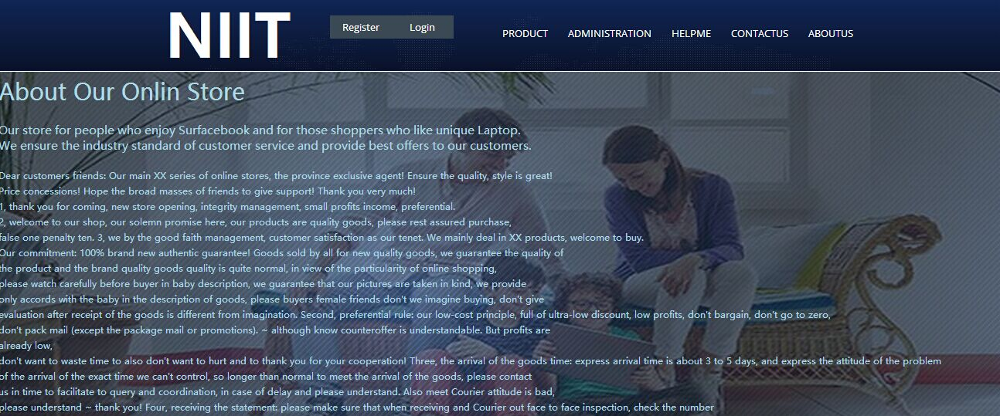 NIIT
Register Login
PRODUCT ADMINISTRATION HELPME CONTACTUS ABOUTUS
About Our Onlin Store
Our store for people who enjoy Surfacebook and for those shoppers who like unique Laptop.
We ensure the industry standard of customer service and provide best offers to our customers.
Dear customers friends: Our main XX series of online stores, the province exclusive agent! Ensure the quality, style is great!
Price concessions! Hope the broad masses of friends to give support! Thank you very much!
1, thank you for coming, new store opening, integrity management, small profits income, preferential.
2, welcome to our shop, our solemn promise here, our products are quality goods, please rest assured purchase,
false one penalty ten. 3, we by the good faith management, customer satisfaction as our tenet. We mainly deal in XX products, welcome to buy.
Our commitment: 100% brand new authentic guarantee! Goods sold by all for new quality goods, we guarantee the quality of
the product and the brand quality goods quality is quite normal, in view of the particularity of online shopping,
please watch carefully before buyer in baby description, we guarantee that our pictures are taken in kind, we provide
only accords with the baby in the description of goods, please buyers female friends don't we imagine buying, don't give
evaluation after receipt of the goods is different from imagination. Second, preferential rule: our low-cost principle, full of ultra-low discount, low profits, don't bargain, don't go to zero,
don't pack mail (except the package mail or promotions). ~ although know counteroffer is understandable. But profits are
already low,
don't want to waste time to also don't want to hurt and to thank you for your cooperation! Three, the arrival of the goods time: express arrival time is about 3 to 5 days, and express the attitude of the problem
of the arrival of the exact time we can't control, so longer than normal to meet the arrival of the goods, please contact
us in time to facilitate to query and coordination, in case of delay and please understand. Also meet Courier attitude is bad,
please understand ~ thank you! Four, receiving the statement: please make sure that when receiving and Courier out face to face inspection, check the number